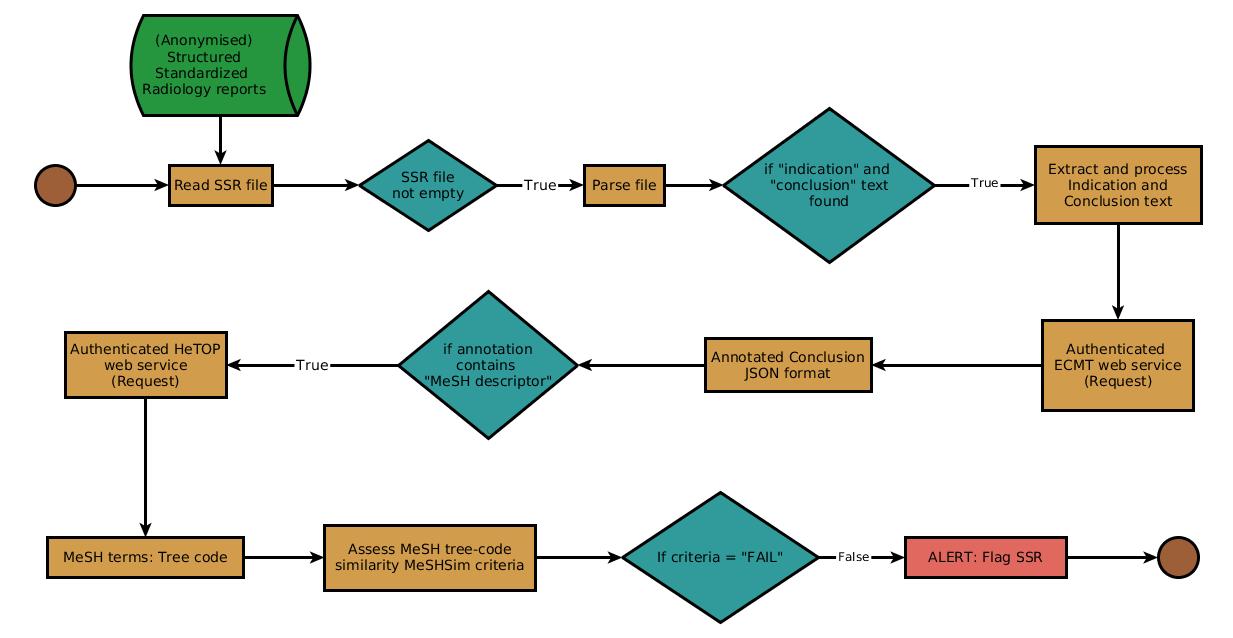 (Anonymised)
Structured
Standardized
Radiology reports
Read SSR file
SSR file
not empty
True
Parse file
if "indication" and
"conclusion" text
found
True
Extract and process
Indication and
Conclusion text
Authenticated
ECMT web service
(Request)
Annotated Conclusion
JSON format
if annotation
contains
"MeSH descriptor"
True
Authenticated HeTOP
web service
(Request)
MeSH terms: Tree code
Assess MeSH tree-code
similarity MeSHSim criteria
If criteria = "FAIL"
False
ALERT: Flag SSR